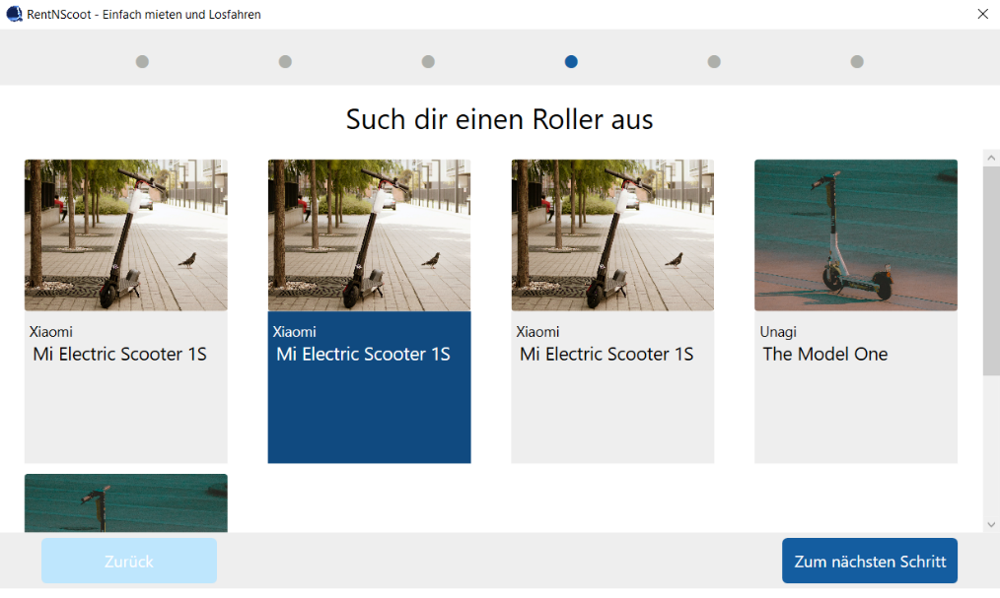 RentNScoot - Einfach mieten und Losfahren
Such dir einen Roller aus
Xiaomi
Mi Electric Scooter 1S
Xiaomi
Mi Electric Scooter 1S
Xiaomi
Mi Electric Scooter 1S
Unagi
The Model One
Zurück
Zum nächsten Schritt